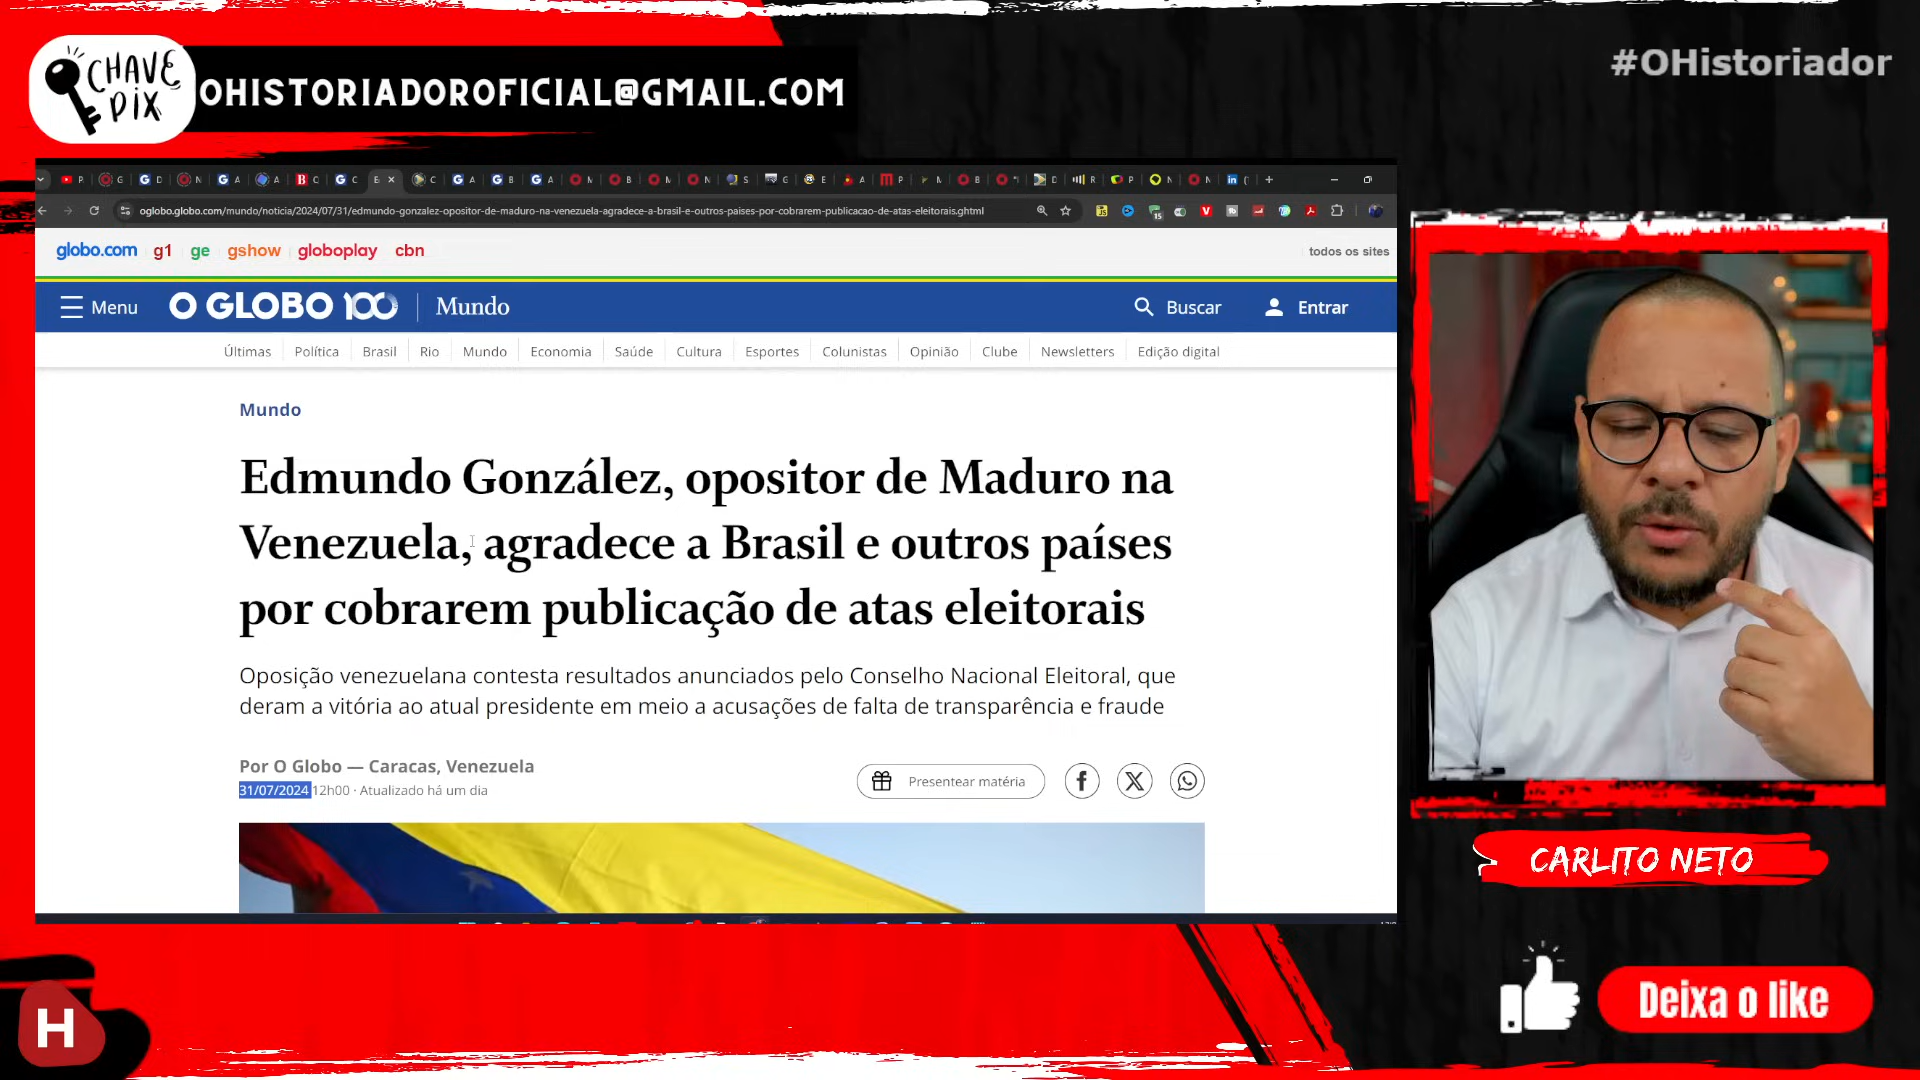 CHAVE
PIX
OHISTORIADOROFICIAL@GMAIL.COM
#OHistoriador
oglobo.globo.com/mundo/noticia/2024/07/31/edmundo-gonzalez-opositor-de-maduro-na-venezuela-agradece-a-brasil-e-outros-paises-por-cobrarem-publicacao-de-atas-eleitorais.ghtml
globo.com g1 ge gshow globoplay cbn
todos os sites
Menu O GLOBO 100 Mundo Buscar Entrar
Últimas Política Brasil Rio Mundo Economia Saúde Cultura Esportes Colunistas Opinião Clube Newsletters Edição digital
Mundo
Edmundo González, opositor de Maduro na
Venezuela, agradece a Brasil e outros países
por cobrarem publicação de atas eleitorais
Oposição venezuelana contesta resultados anunciados pelo Conselho Nacional Eleitoral, que
deram a vitória ao atual presidente em meio a acusações de falta de transparência e fraude
Por O Globo — Caracas, Venezuela
31/07/2024 12h00 · Atualizado há um dia
Presentear matéria
CARLITO NETO
Deixa o like
H